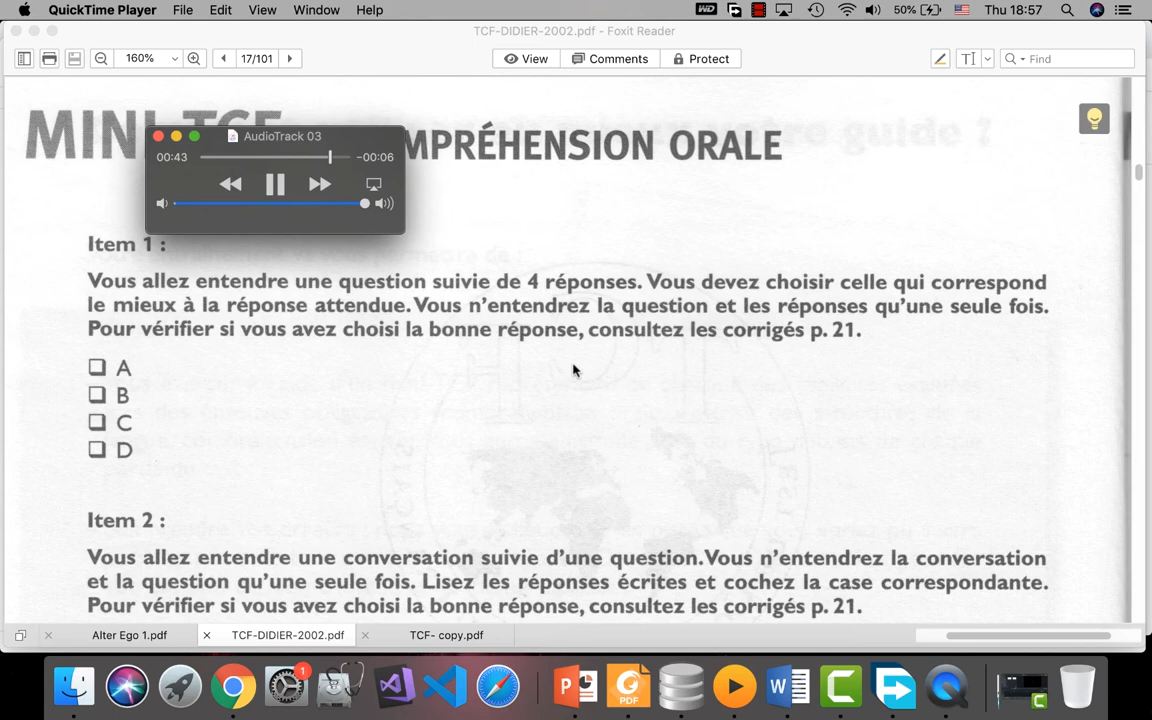 QuickTime Player File Edit View Window Help 50% Thu 18:57
TCF-DIDIER-2002.pdf - Foxit Reader
160% 17/101 View Comments Protect Find
MINI-TCF COMPRÉHENSION ORALE
AudioTrack 03
00:43 -00:06
Item 1 :
Vous allez entendre une question suivie de 4 réponses. Vous devez choisir celle qui correspond
le mieux à la réponse attendue. Vous n'entendrez la question et les réponses qu'une seule fois.
Pour vérifier si vous avez choisi la bonne réponse, consultez les corrigés p. 21.
A
B
C
D
Item 2 :
Vous allez entendre une conversation suivie d'une question. Vous n'entendrez la conversation
et la question qu'une seule fois. Lisez les réponses écrites et cochez la case correspondante.
Pour vérifier si vous avez choisi la bonne réponse, consultez les corrigés p. 21.
Alter Ego 1.pdf TCF-DIDIER-2002.pdf TCF- copy.pdf
1
PDF